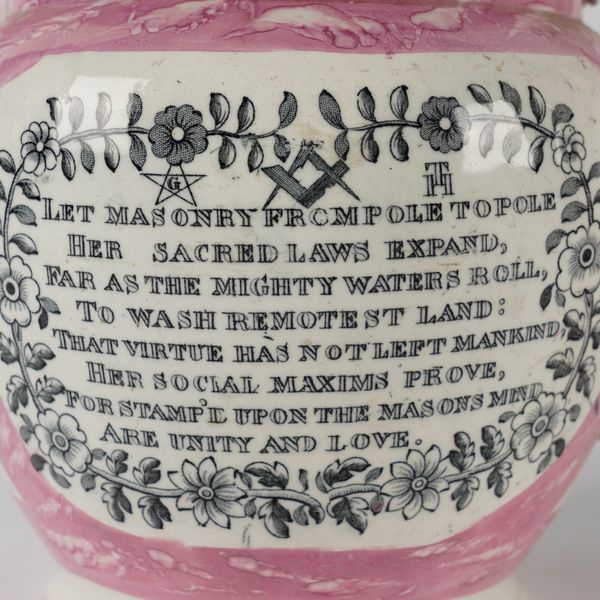 G TH
LET MASONRY FROM POLE TO POLE
HER SACRED LAWS EXPAND,
FAR AS THE MIGHTY WATERS ROLL,
TO WASH REMOTEST LAND:
THAT VIRTUE HAS NOT LEFT MANKIND,
HER SOCIAL MAXIMS PROVE,
FOR STAMP'D UPON THE MASONS MIND
ARE UNITY AND LOVE.